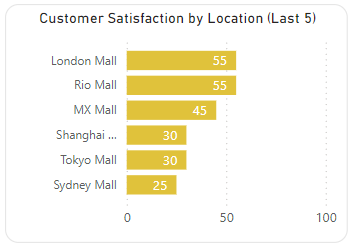 Customer Satisfaction by Location (Last 5)
London Mall 55
Rio Mall 55
MX Mall 45
Shanghai ... 30
Tokyo Mall 30
Sydney Mall 25
0 50 100